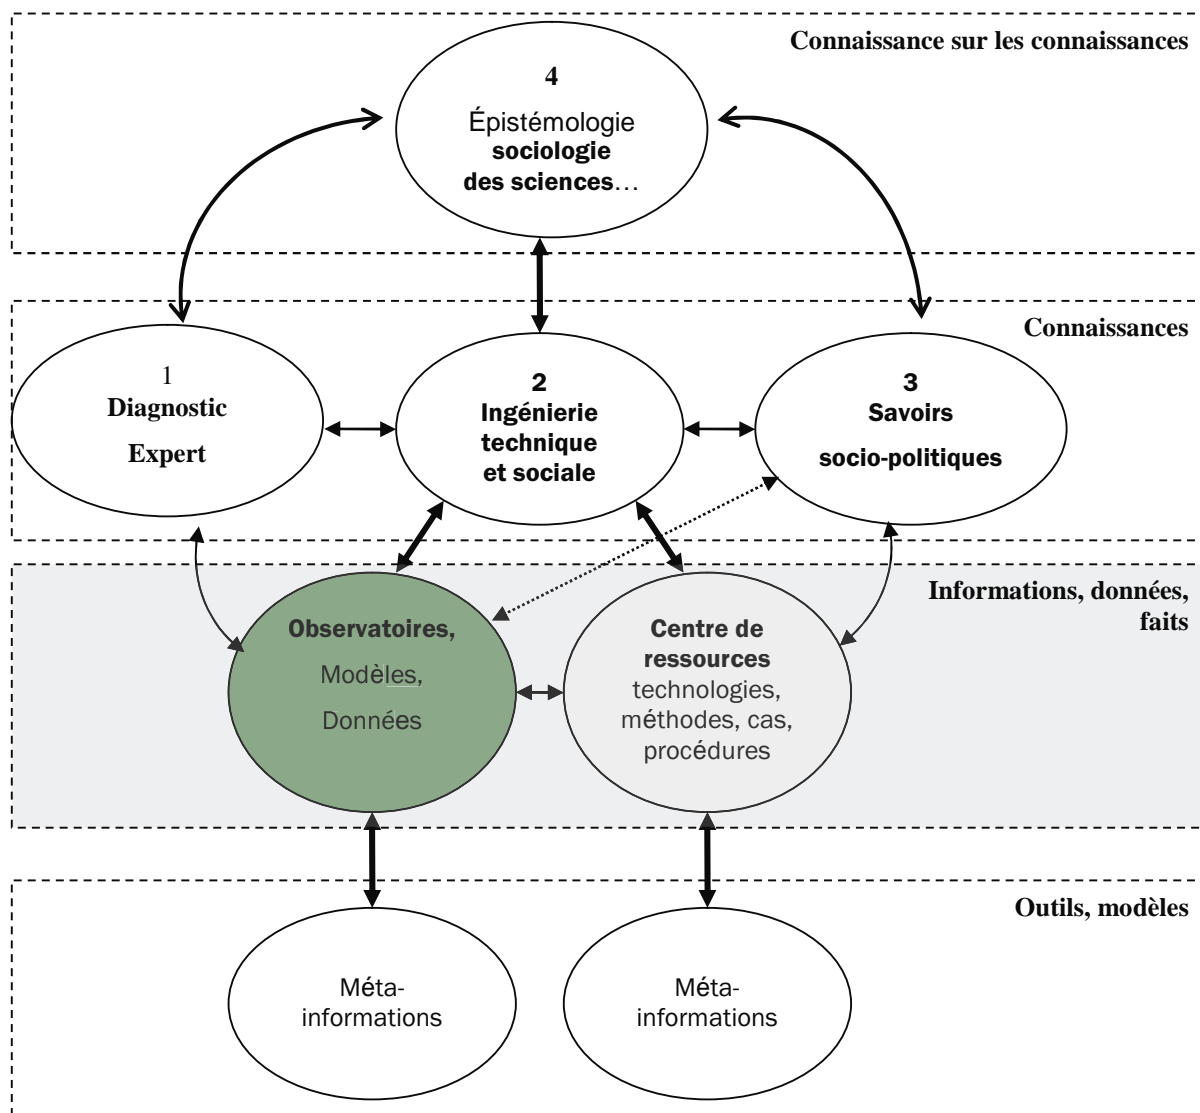 Connaissance sur les connaissances
4
Épistémologie
sociologie
des sciences…
Connaissances
1
Diagnostic
Expert
2
Ingénierie
technique
et sociale
3
Savoirs
socio-politiques
Informations, données,
faits
Observatoires,
Modèles,
Données
Centre de
ressources
technologies,
méthodes, cas,
procédures
Outils, modèles
Méta-
informations
Méta-
informations